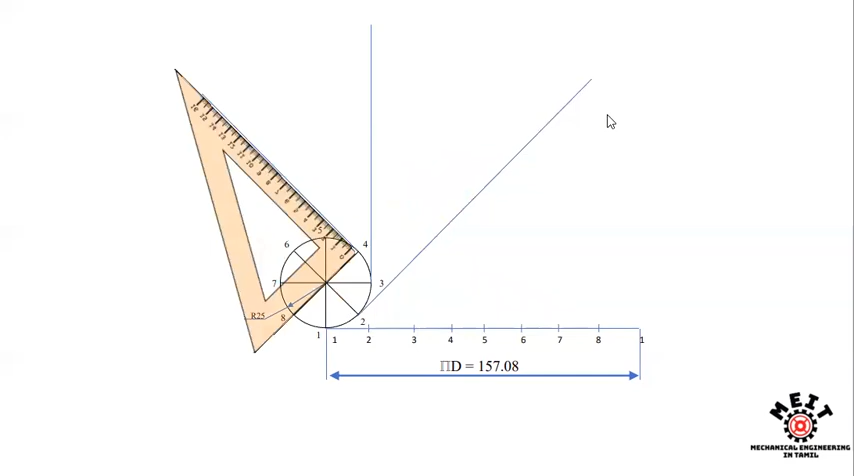 4
6
7
3
R25
8
2
1
1 2 3 4 5 6 7 8 1
ΠD = 157.08
MEIT
MECHANICAL ENGINEERING
IN TAMIL